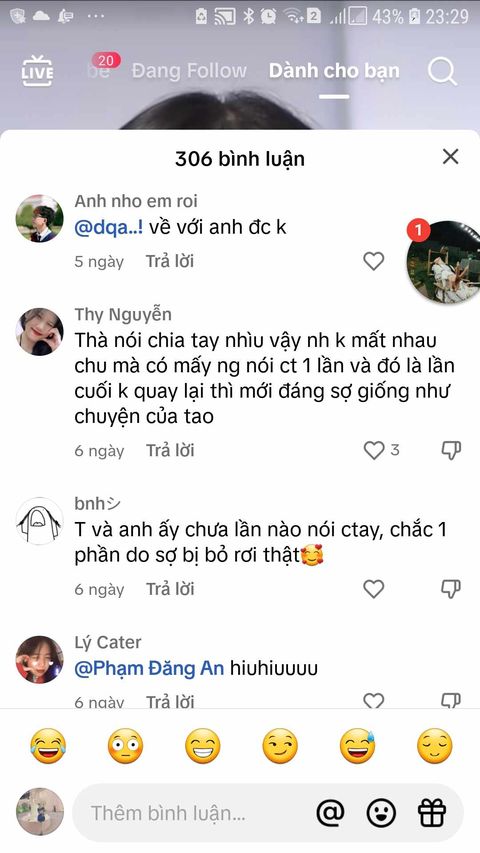 43% 23:29
LIVE
20
Đang Follow Dành cho bạn
306 bình luận
Anh nho em roi
@dqa..! về với anh đc k
5 ngày Trả lời
1
Thy Nguyễn
Thà nói chia tay nhìu vậy nh k mất nhau
chu mà có mấy ng nói ct 1 lần và đó là lần
cuối k quay lại thì mới đáng sợ giống như
chuyện của tao
6 ngày Trả lời 3
bnhシ
T và anh ấy chưa lần nào nói ctay, chắc 1
phần do sợ bị bỏ rơi thật🥰
6 ngày Trả lời
Lý Cater
@Phạm Đăng An hiuhiuuuu
6 ngày Trả lời
Thêm bình luận... @